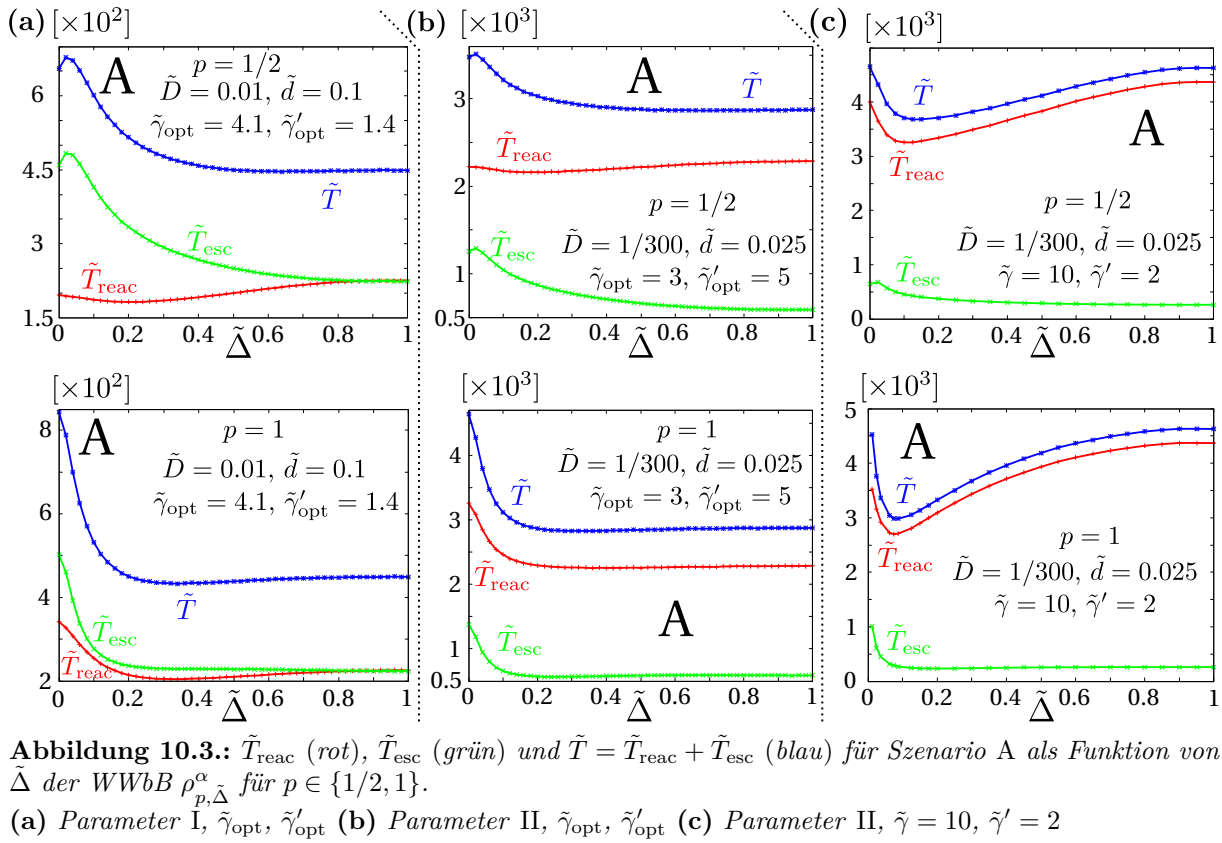 (a) [×10²]
A
p = 1/2
D̃ = 0.01, d̃ = 0.1
γ̃opt = 4.1, γ̃′opt = 1.4
T̃
T̃esc
T̃reac
6
4.5
3
1.5
0 0.2 0.4 0.6 0.8 1
Δ̃
(b) [×10³]
A
T̃
T̃reac
p = 1/2
T̃esc
D̃ = 1/300, d̃ = 0.025
γ̃opt = 3, γ̃′opt = 5
3
2
1
0.5
0 0.2 0.4 0.6 0.8 1
Δ̃
(c) [×10³]
T̃
A
T̃reac
p = 1/2
D̃ = 1/300, d̃ = 0.025
T̃esc
γ̃ = 10, γ̃′ = 2
5
4
3
2
1
0
0 0.2 0.4 0.6 0.8 1
Δ̃
[×10²]
A
p = 1
D̃ = 0.01, d̃ = 0.1
γ̃opt = 4.1, γ̃′opt = 1.4
T̃
T̃esc
T̃reac
8
6
4
2
0 0.2 0.4 0.6 0.8 1
Δ̃
[×10³]
p = 1
D̃ = 1/300, d̃ = 0.025
T̃
γ̃opt = 3, γ̃′opt = 5
T̃reac
A
T̃esc
4
3
2
1
0.5
0 0.2 0.4 0.6 0.8 1
Δ̃
[×10³]
A
T̃
T̃reac
p = 1
D̃ = 1/300, d̃ = 0.025
γ̃ = 10, γ̃′ = 2
T̃esc
5
4
3
2
1
0
0 0.2 0.4 0.6 0.8 1
Δ̃
Abbildung 10.3.: T̃reac (rot), T̃esc (grün) und T̃ = T̃reac + T̃esc (blau) für Szenario A als Funktion von
Δ̃ der WWbB ρ^α_{p,Δ̃} für p ∈ {1/2, 1}.
(a) Parameter I, γ̃opt, γ̃′opt (b) Parameter II, γ̃opt, γ̃′opt (c) Parameter II, γ̃ = 10, γ̃′ = 2